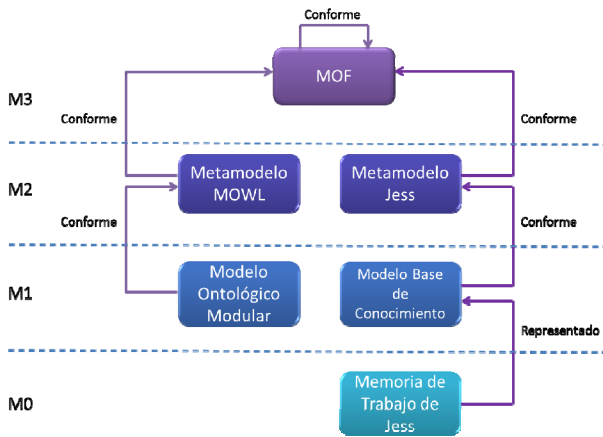 Conforme
MOF
M3
Conforme
Conforme
Metamodelo
MOWL
Metamodelo
Jess
M2
Conforme
Conforme
Modelo
Ontológico
Modular
Modelo Base
de
Conocimiento
M1
Representado
Memoria de
Trabajo de
Jess
M0